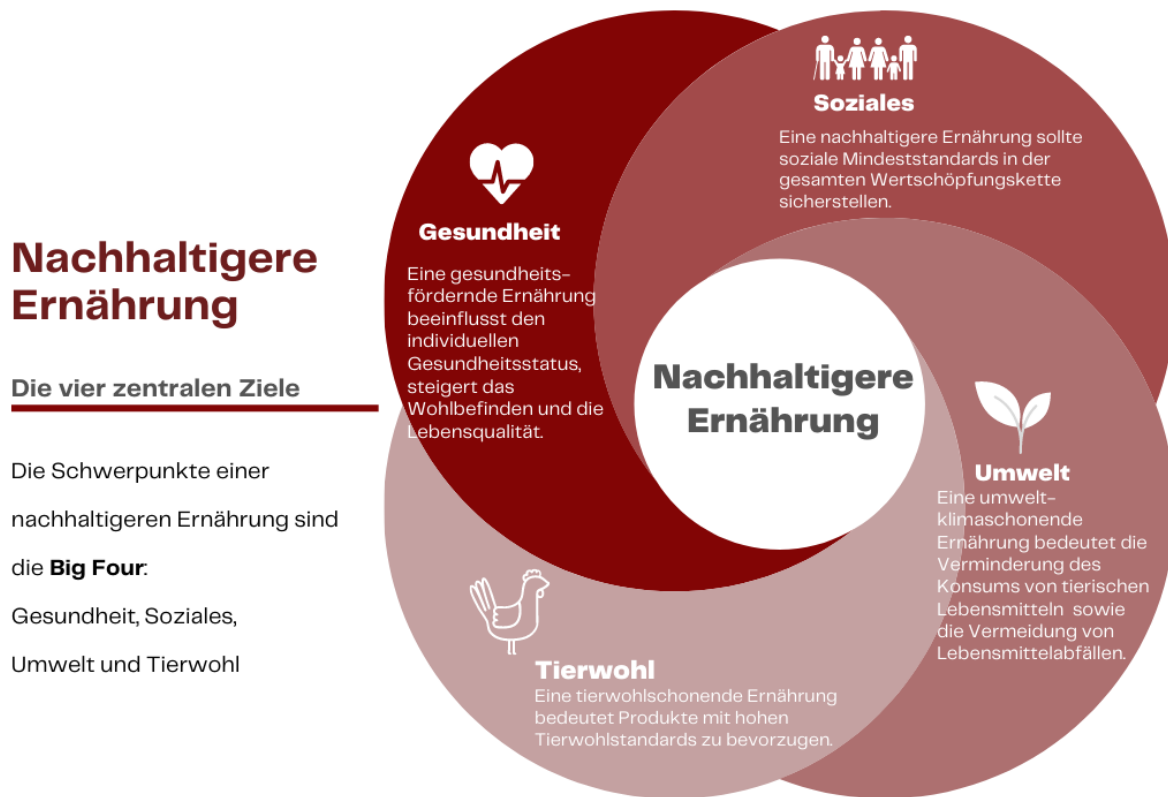 Nachhaltigere
Ernährung
Die vier zentralen Ziele
Die Schwerpunkte einer
nachhaltigeren Ernährung sind
die Big Four:
Gesundheit, Soziales,
Umwelt und Tierwohl
Gesundheit
Eine gesundheits-
fördernde Ernährung
beeinflusst den
individuellen
Gesundheitsstatus,
steigert das
Wohlbefinden und die
Lebensqualität.
Soziales
Eine nachhaltigere Ernährung sollte
soziale Mindeststandards in der
gesamten Wertschöpfungskette
sicherstellen.
Nachhaltigere
Ernährung
Umwelt
Eine umwelt-
klimaschonende
Ernährung bedeutet die
Verminderung des
Konsums von tierischen
Lebensmitteln sowie
die Vermeidung von
Lebensmittelabfällen.
Tierwohl
Eine tierwohlschonende Ernährung
bedeutet Produkte mit hohen
Tierwohlstandards zu bevorzugen.